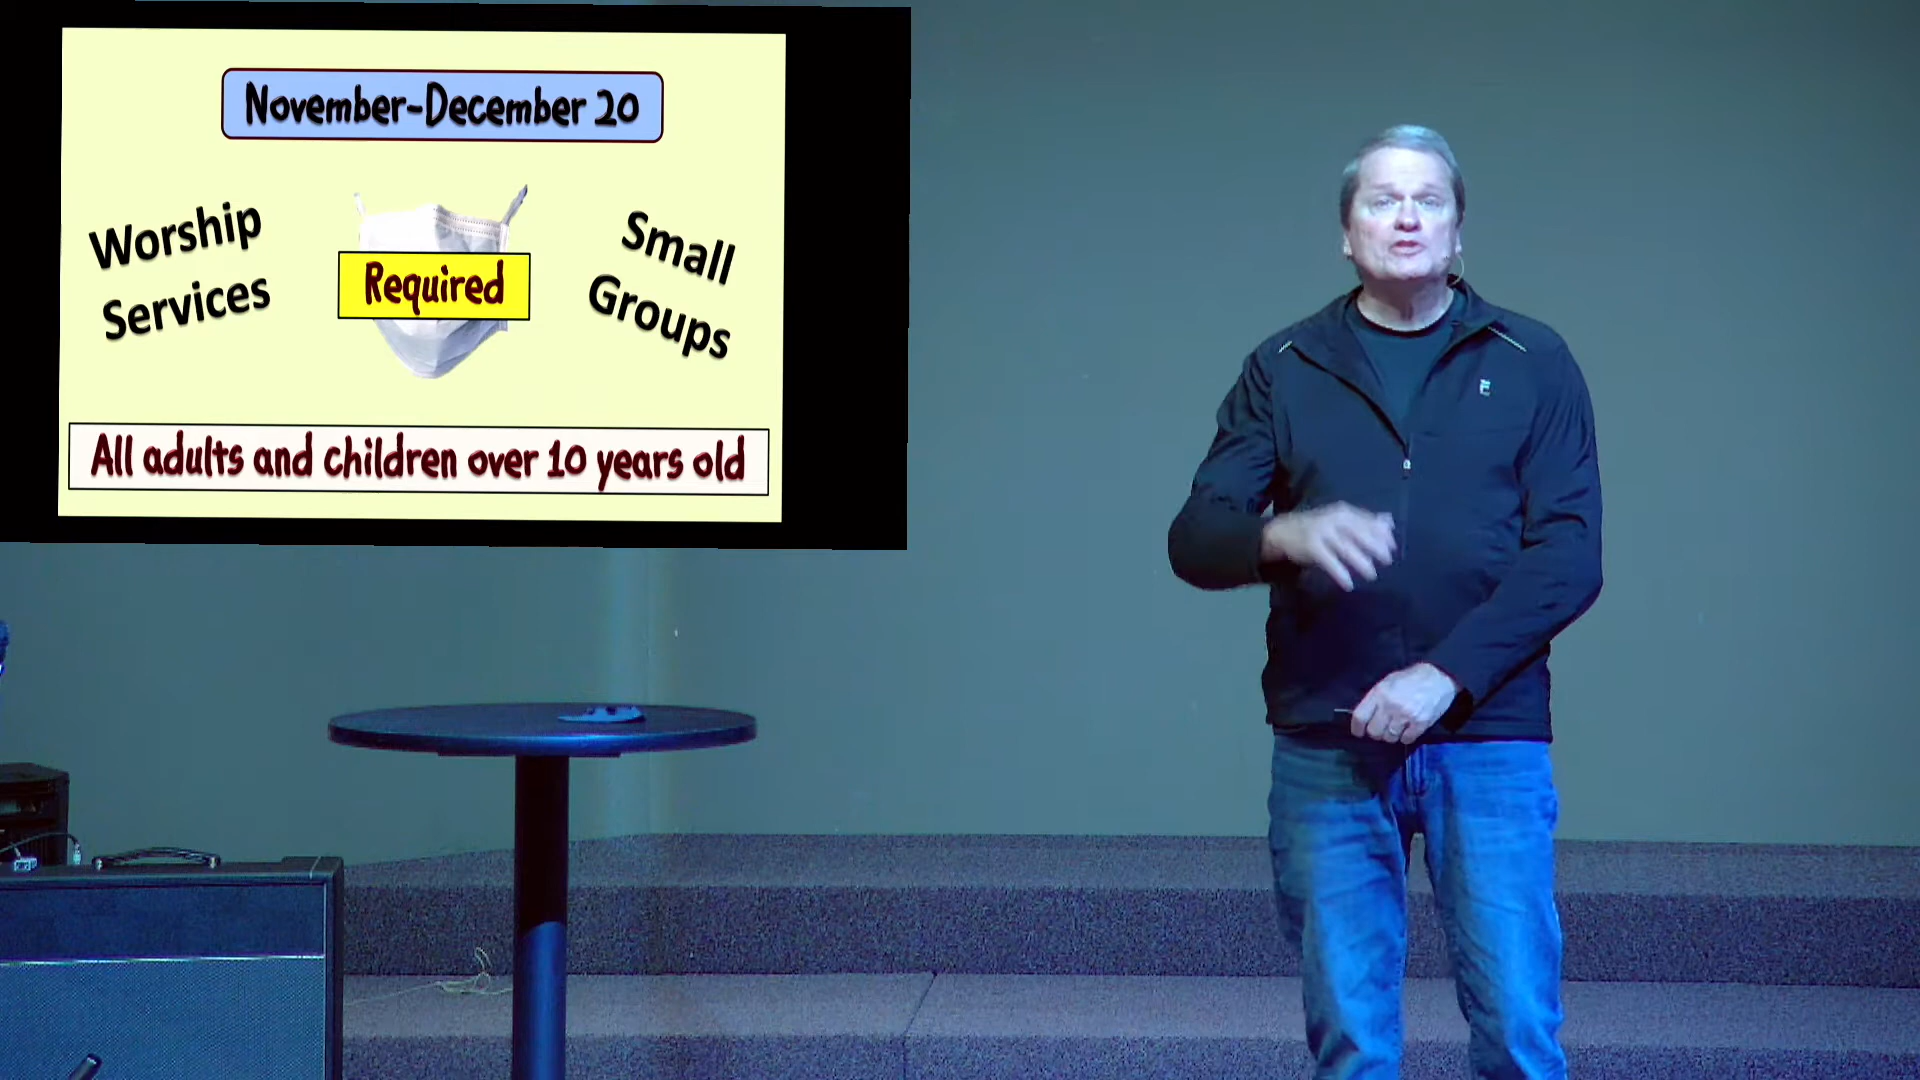 November-December 20
Worship
Services
Required
Small
Groups
All adults and children over 10 years old